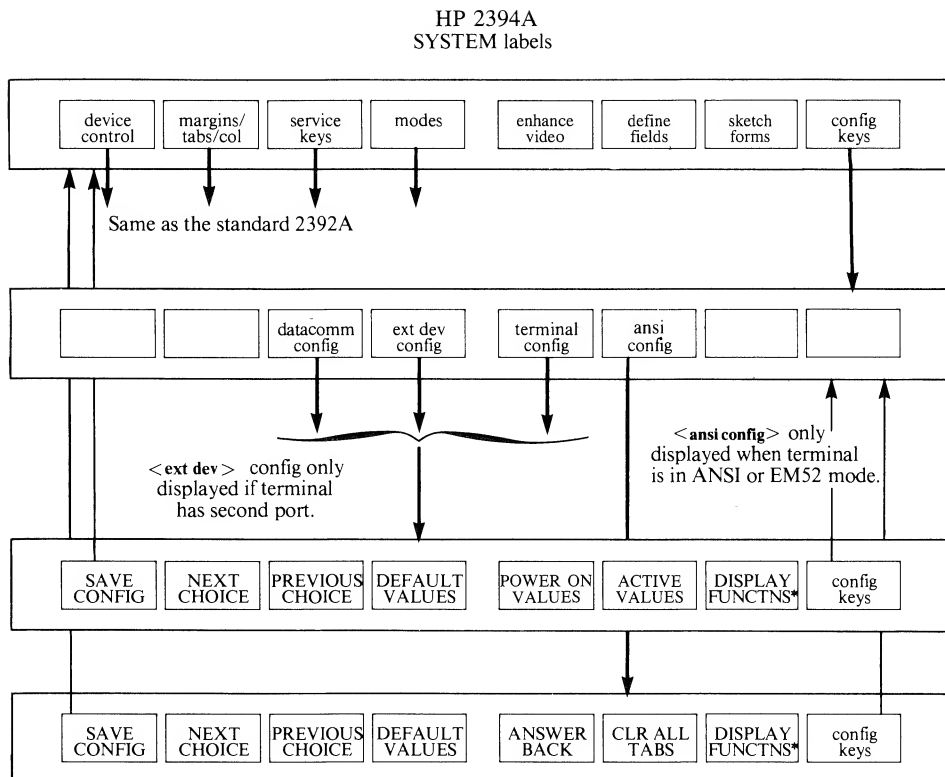 HP 2394A
SYSTEM labels
device
control
margins/
tabs/col
service
keys
modes
enhance
video
define
fields
sketch
forms
config
keys
Same as the standard 2392A
datacomm
config
ext dev
config
terminal
config
ansi
config
<ext dev> config only
displayed if terminal
has second port.
<ansi config> only
displayed when terminal
is in ANSI or EM52 mode.
SAVE
CONFIG
NEXT
CHOICE
PREVIOUS
CHOICE
DEFAULT
VALUES
POWER ON
VALUES
ACTIVE
VALUES
DISPLAY
FUNCTNS*
config
keys
SAVE
CONFIG
NEXT
CHOICE
PREVIOUS
CHOICE
DEFAULT
VALUES
ANSWER
BACK
CLR ALL
TABS
DISPLAY
FUNCTNS*
config
keys